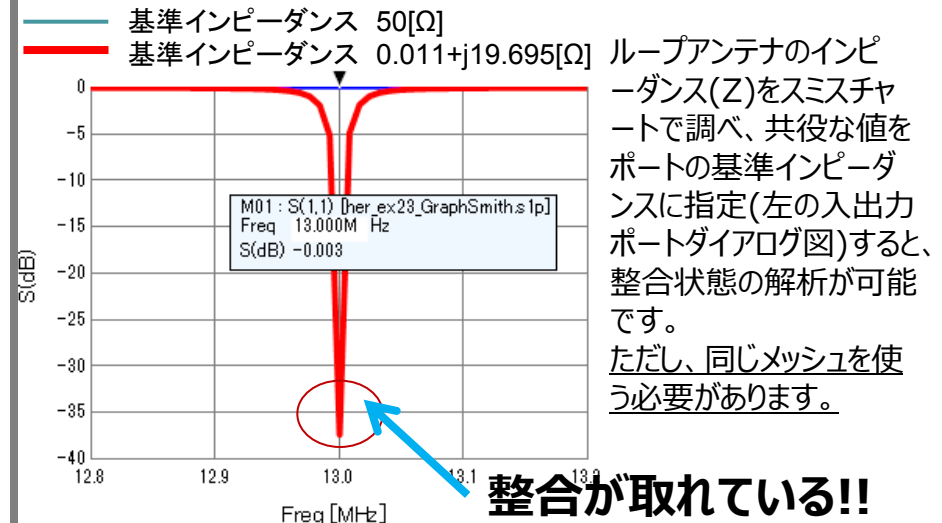 基準インピーダンス 50[Ω]
基準インピーダンス 0.011+j19.695[Ω]
ループアンテナのインピ
ーダンス(Z)をスミスチャ
ートで調べ、共役な値を
ポートの基準インピーダ
ンスに指定(左の入出力
ポートダイアログ図)すると、
整合状態の解析が可能
です。
ただし、同じメッシュを使
う必要があります。
0
-5
-10
-15
-20
-25
-30
-35
-40
S(dB)
M01 : S(1,1) [her_ex23_GraphSmith.s1p]
Freq 13.000M Hz
S(dB) -0.003
12.8
12.9
13.0
13.1
Freq [MHz]
整合が取れている!!